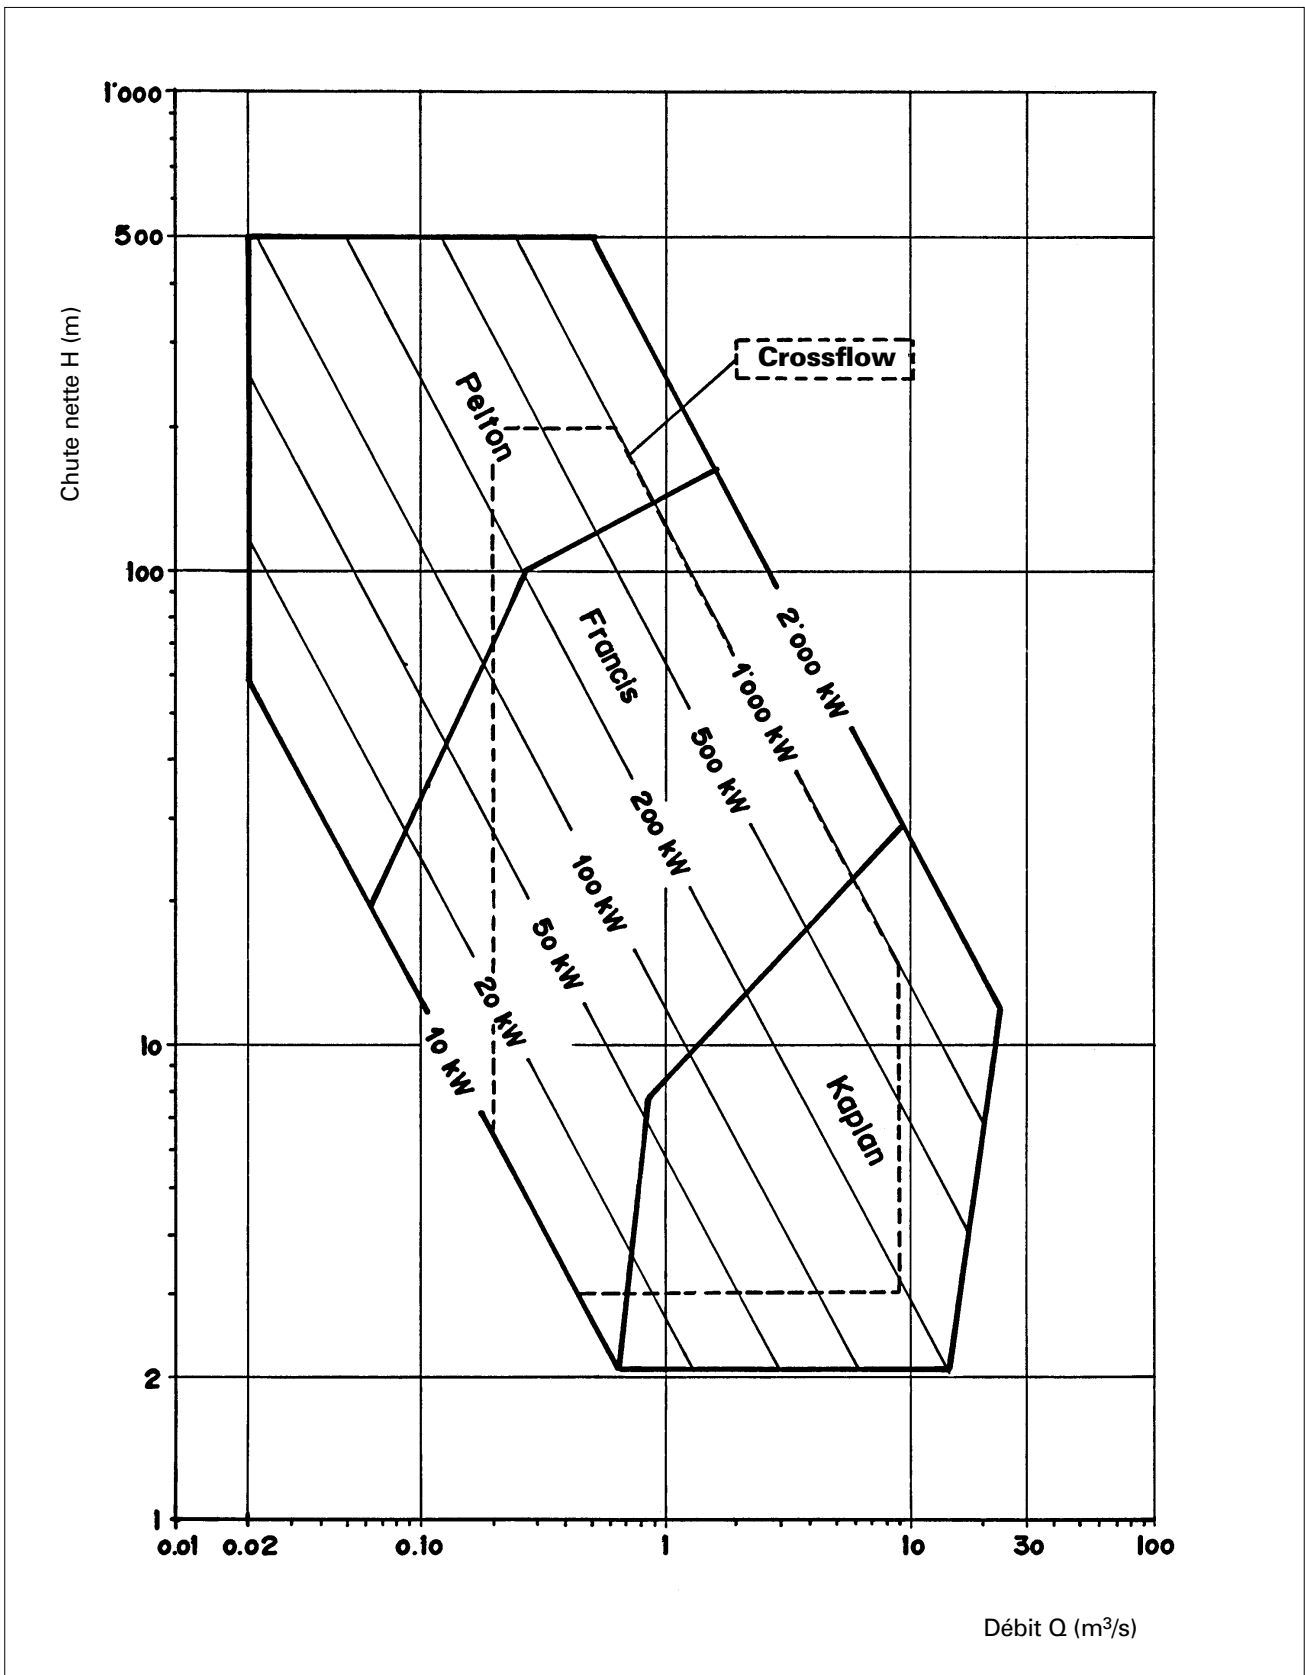 1'000
500
100
10
2
1
Chute nette H (m)
Crossflow
Pelton
Francis
Kaplan
2'000 kW
1'000 kW
500 kW
200 kW
100 kW
50 kW
20 kW
10 kW
0.01 0.02 0.10 1 10 30 100
Débit Q (m³/s)